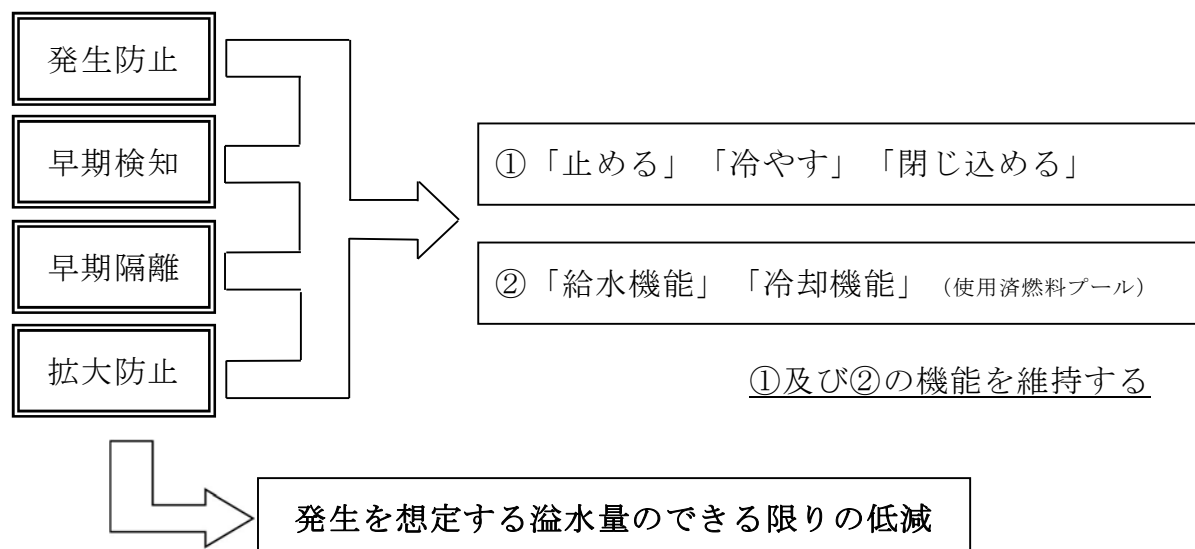 発生防止
早期検知
早期隔離
拡大防止
①「止める」「冷やす」「閉じ込める」
②「給水機能」「冷却機能」（使用済燃料プール）
①及び②の機能を維持する
発生を想定する溢水量のできる限りの低減